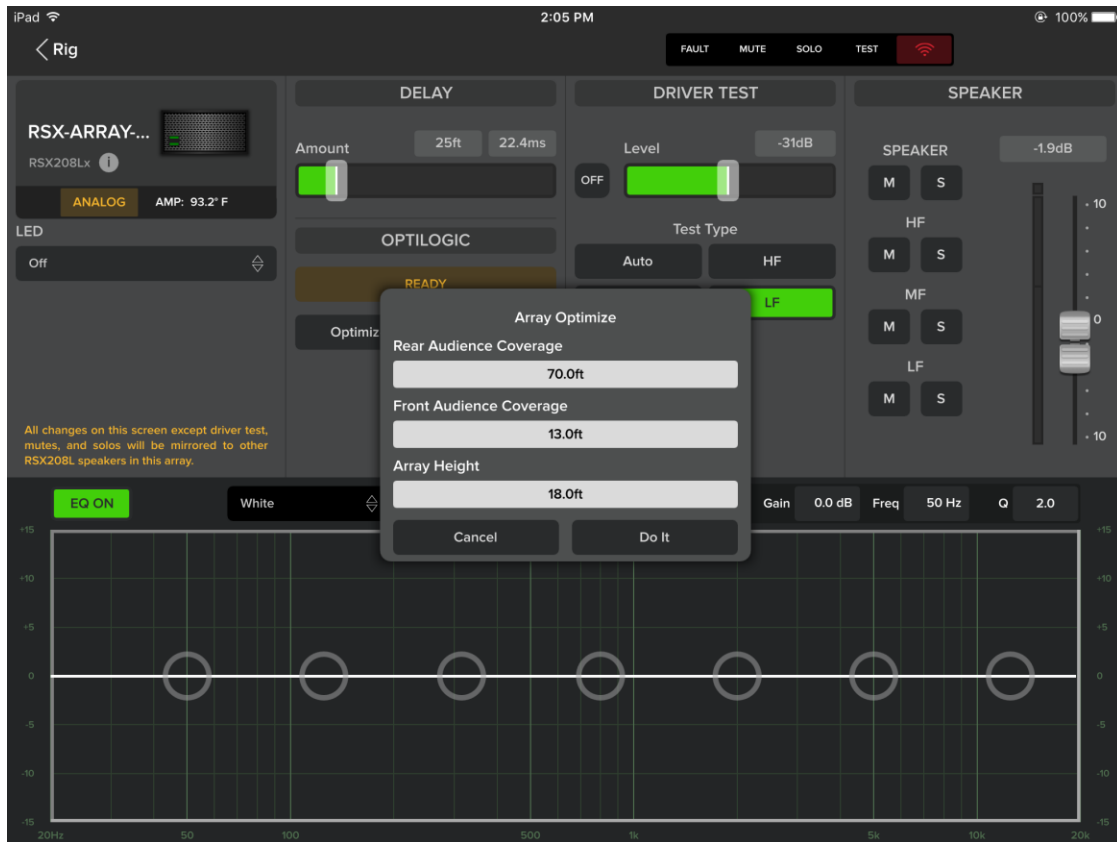 iPad
2:05 PM
100%
Rig
FAULT MUTE SOLO TEST
RSX-ARRAY-...
RSX208Lx i
ANALOG AMP: 93.2° F
LED
Off
All changes on this screen except driver test,
mutes, and solos will be mirrored to other
RSX208L speakers in this array.
DELAY
Amount 25ft 22.4ms
OPTILOGIC
READY
Optimiz
DRIVER TEST
Level -31dB
OFF
Test Type
Auto HF
LF
SPEAKER
SPEAKER -1.9dB
M S
HF
M S
MF
M S
LF
M S
10
0
10
Array Optimize
Rear Audience Coverage
70.0ft
Front Audience Coverage
13.0ft
Array Height
18.0ft
Cancel Do It
EQ ON White Gain 0.0 dB Freq 50 Hz Q 2.0
+15 +15
+10 +10
+5 +5
0 0
-5 -5
-10 -10
-15 -15
20Hz 50 100 500 1k 5k 10k 20k